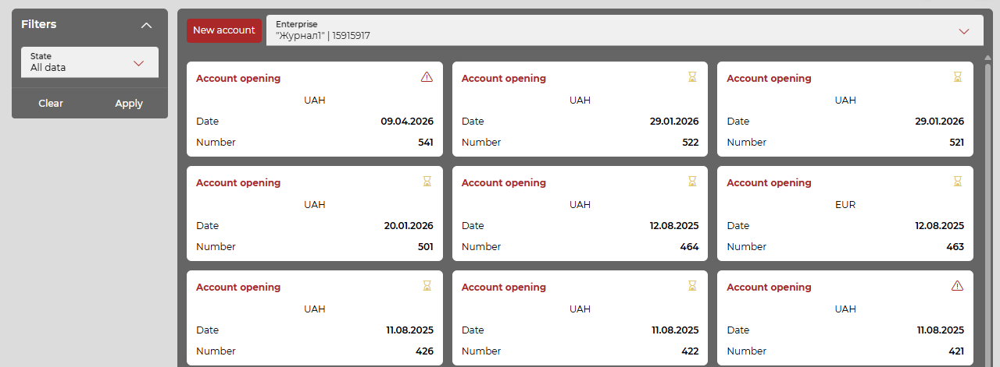 Filters
State
All data
Clear Apply
New account
Enterprise
"Журнал1" | 15915917
Account opening
UAH
Date 09.04.2026
Number 541
Account opening
UAH
Date 29.01.2026
Number 522
Account opening
UAH
Date 29.01.2026
Number 521
Account opening
UAH
Date 20.01.2026
Number 501
Account opening
UAH
Date 12.08.2025
Number 464
Account opening
EUR
Date 12.08.2025
Number 463
Account opening
UAH
Date 11.08.2025
Number 426
Account opening
UAH
Date 11.08.2025
Number 422
Account opening
UAH
Date 11.08.2025
Number 421